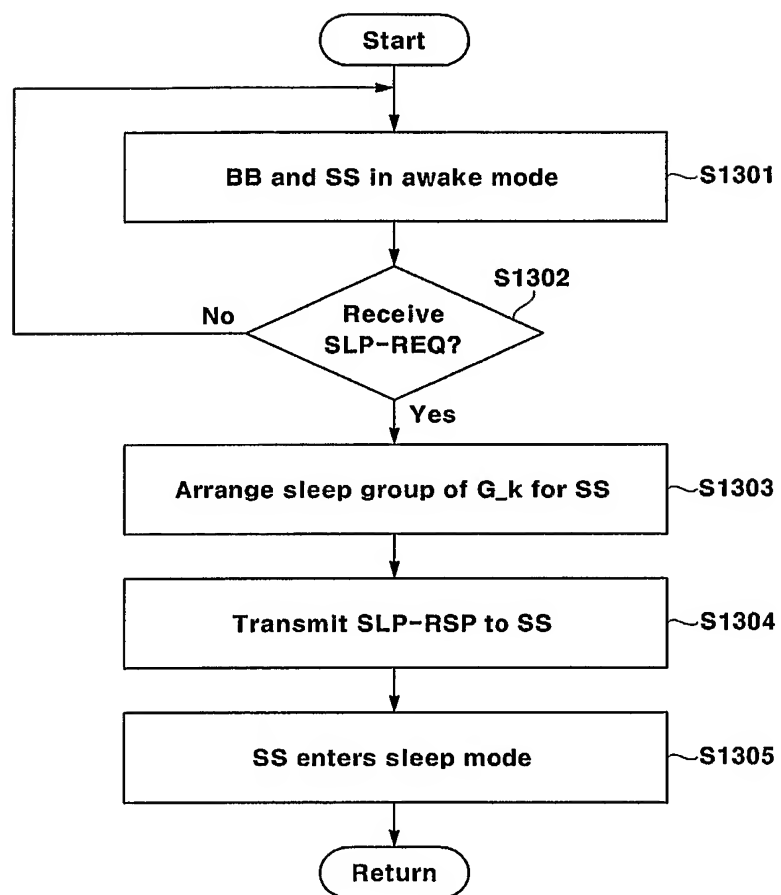 Start
BB and SS in awake mode
S1301
S1302
No
Receive
SLP-REQ?
Yes
Arrange sleep group of G_k for SS
S1303
Transmit SLP-RSP to SS
S1304
SS enters sleep mode
S1305
Return